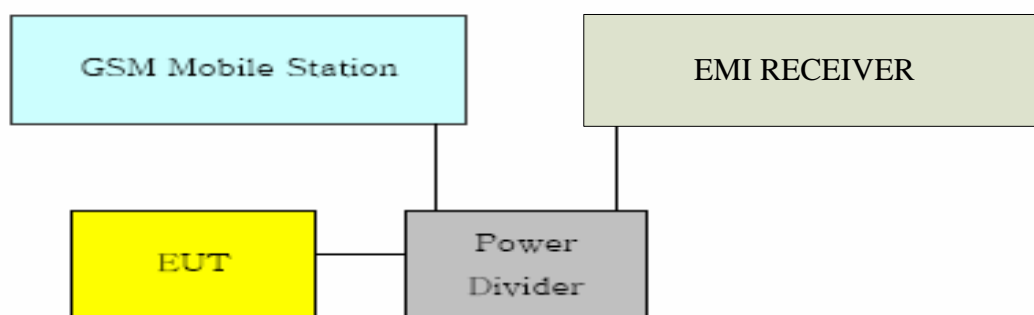 GSM Mobile Station
EMI RECEIVER
EUT
Power
Divider